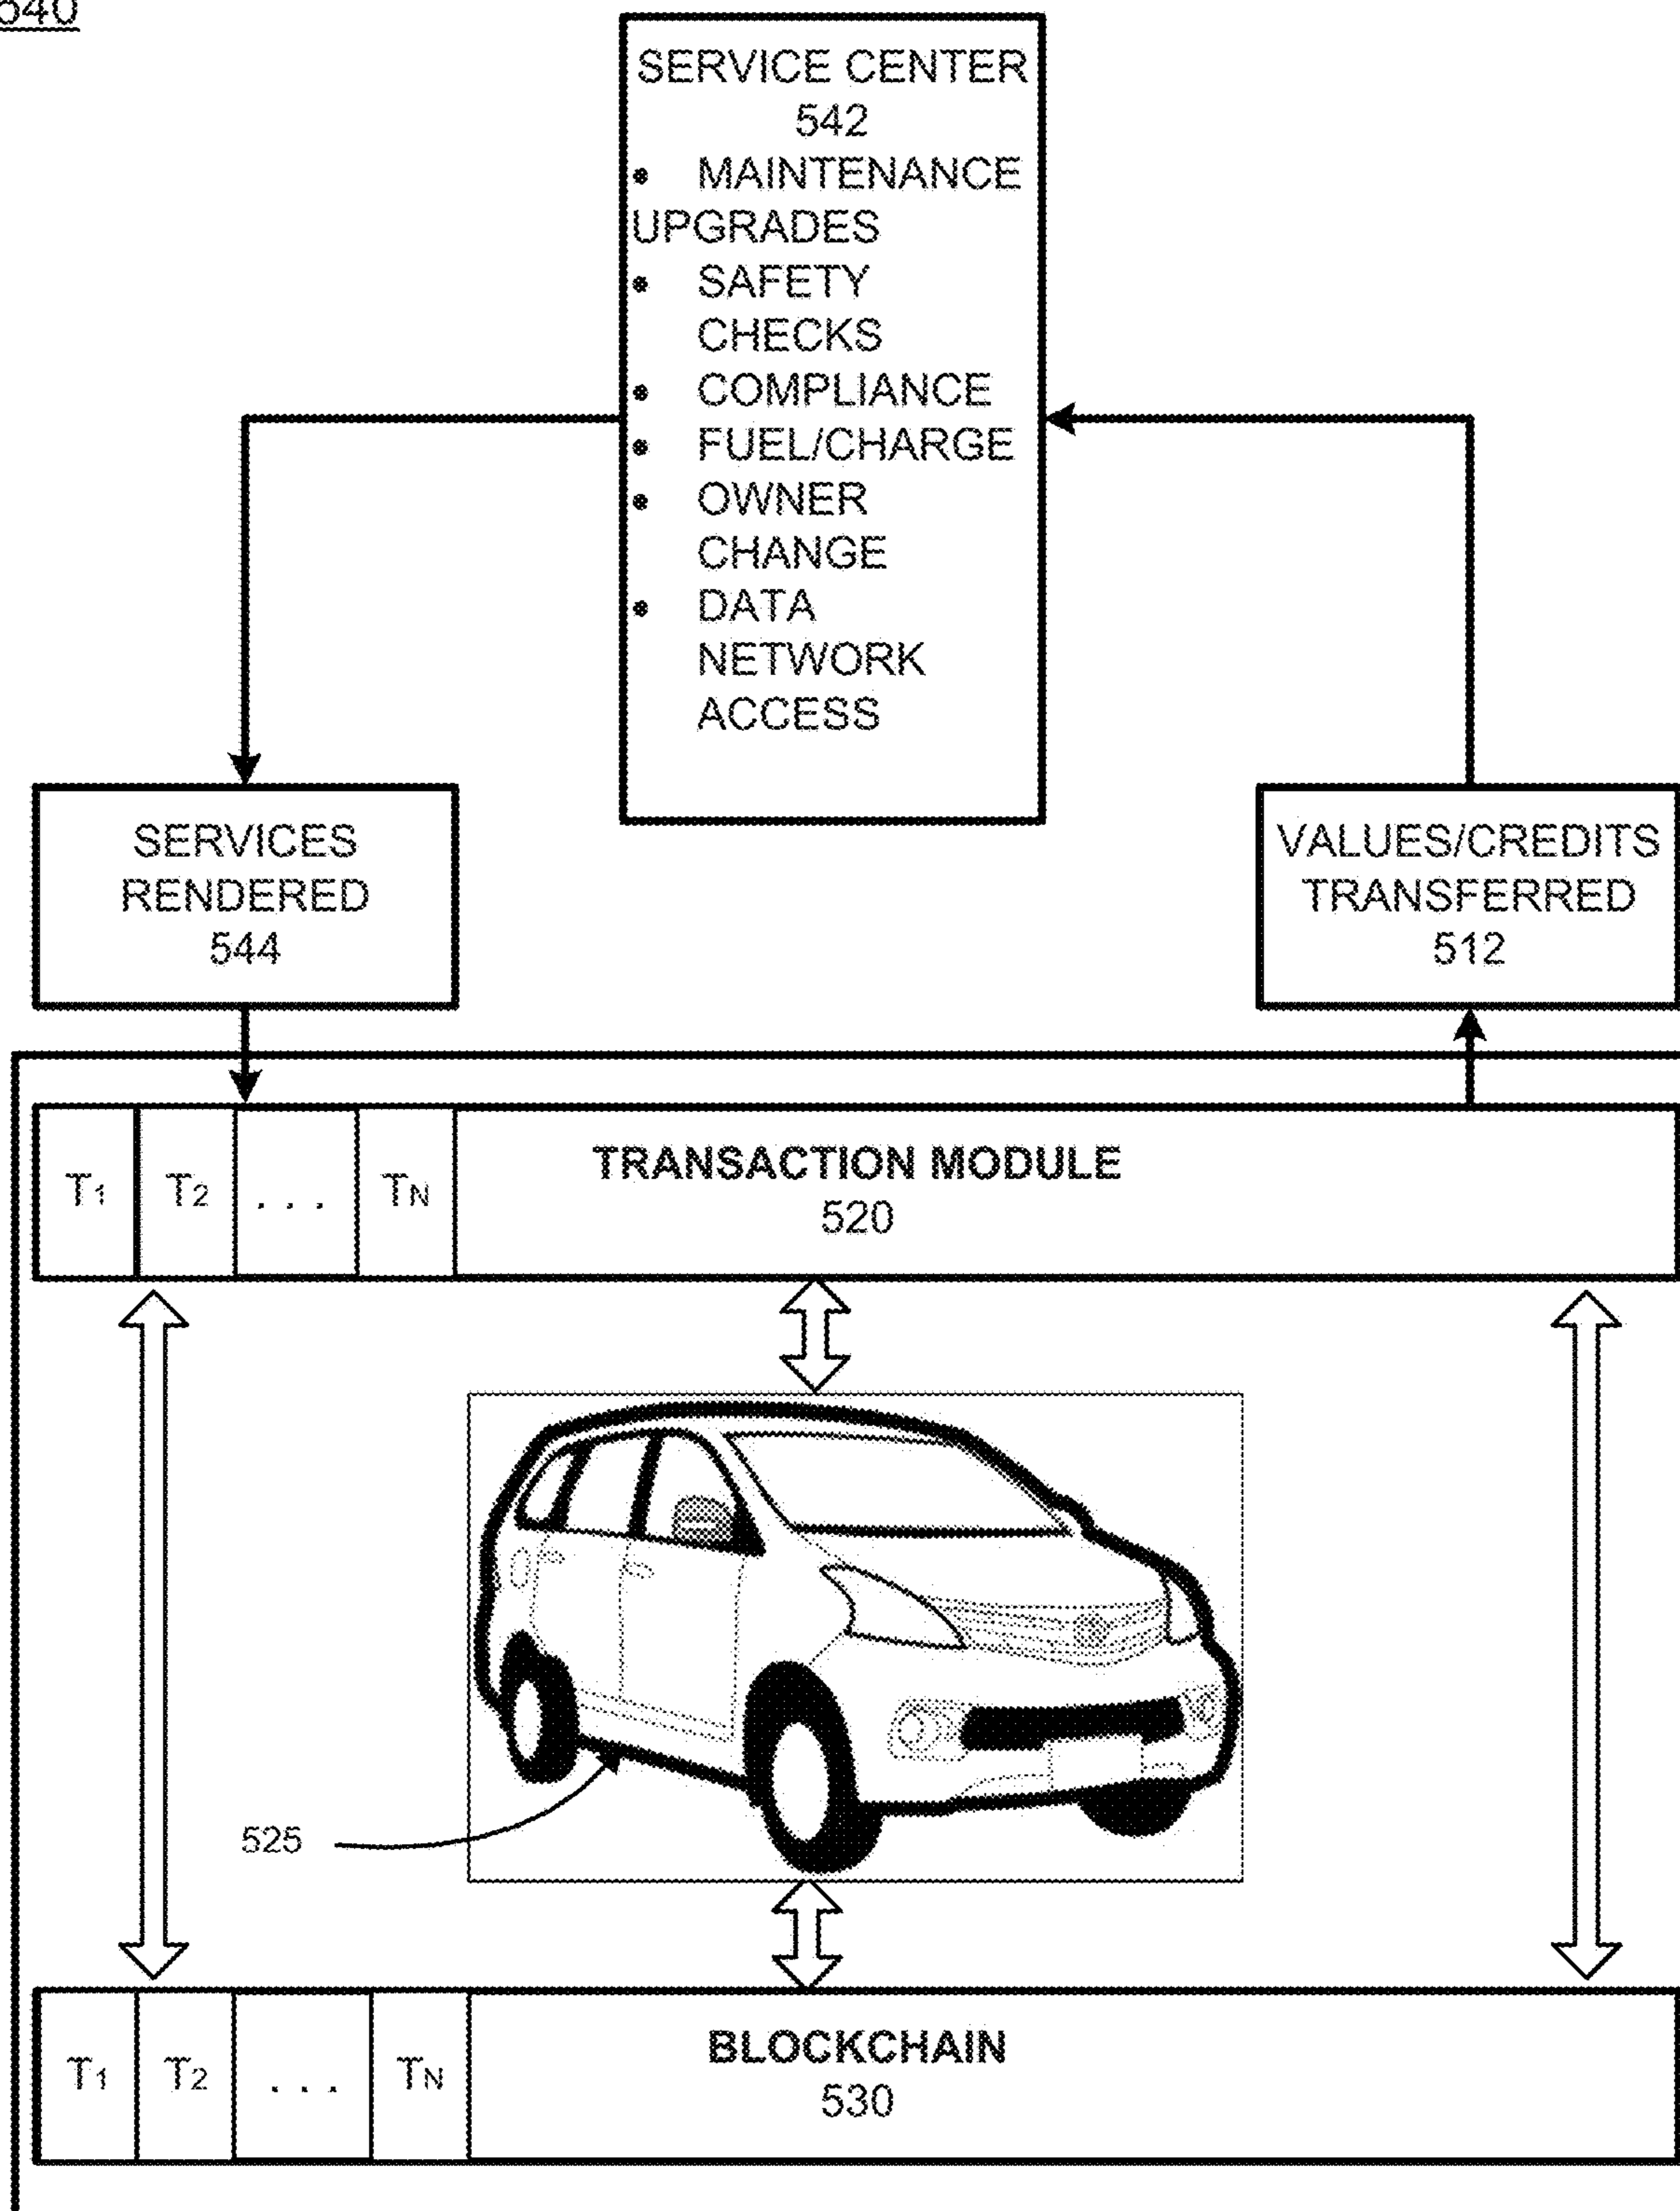 540
SERVICE CENTER
542
• MAINTENANCE
UPGRADES
• SAFETY
CHECKS
• COMPLIANCE
• FUEL/CHARGE
• OWNER
CHANGE
• DATA
NETWORK
ACCESS
SERVICES
RENDERED
544
VALUES/CREDITS
TRANSFERRED
512
T1 T2 . . . TN
TRANSACTION MODULE
520
525
T1 T2 . . . TN
BLOCKCHAIN
530